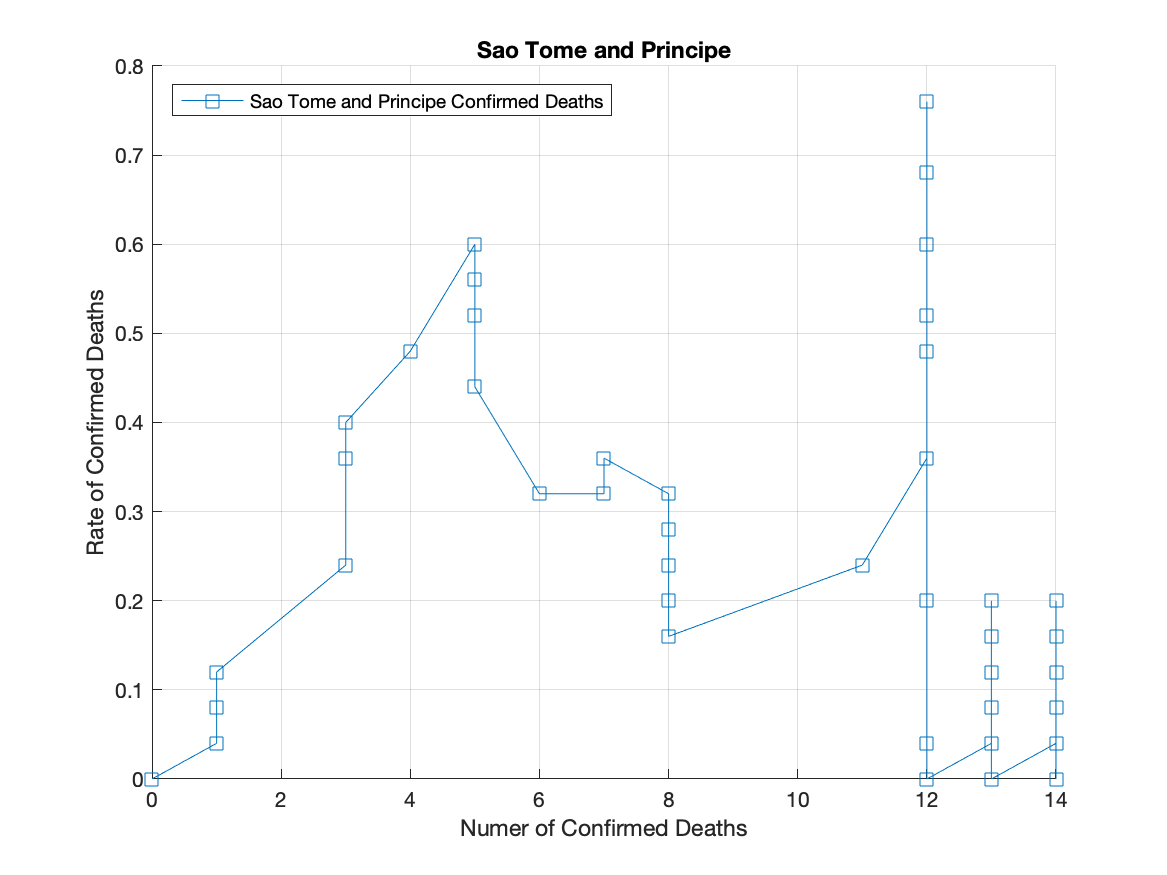 Sao Tome and Principe
Sao Tome and Principe Confirmed Deaths
Rate of Confirmed Deaths
0.8
0.7
0.6
0.5
0.4
0.3
0.2
0.1
0
0 2 4 6 8 10 12 14
Numer of Confirmed Deaths